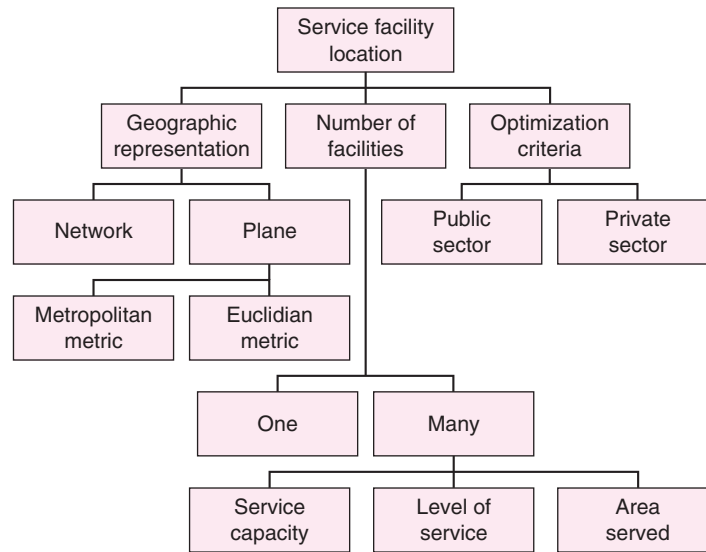 Service facility
location
Geographic
representation
Number of
facilities
Optimization
criteria
Network
Plane
Public
sector
Private
sector
Metropolitan
metric
Euclidian
metric
One
Many
Service
capacity
Level of
service
Area
served